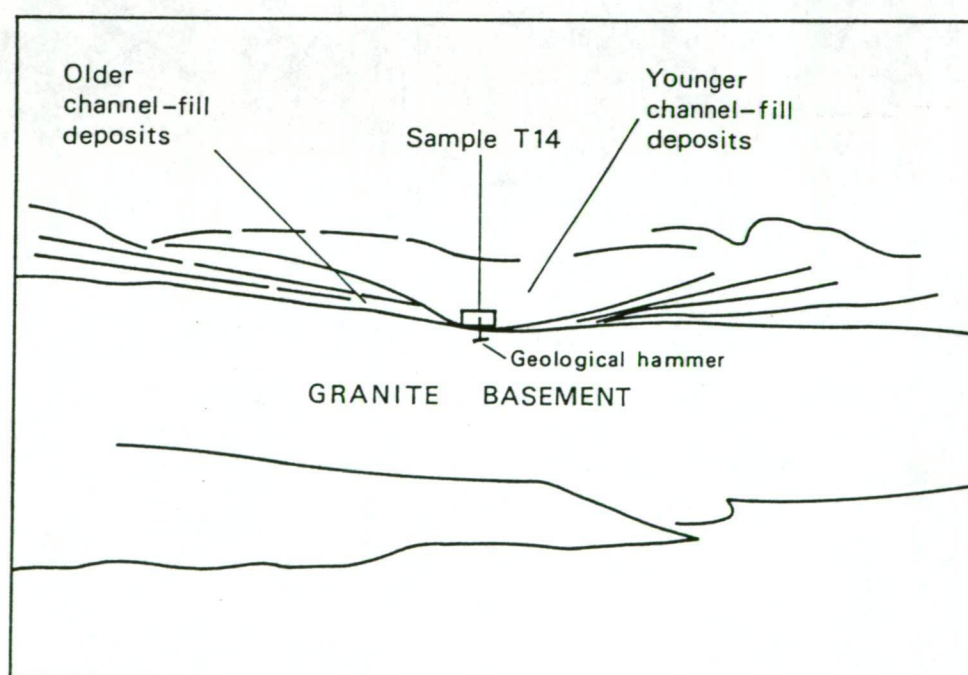 Older
channel-fill
deposits
Sample T14
Younger
channel-fill
deposits
Geological hammer
GRANITE BASEMENT